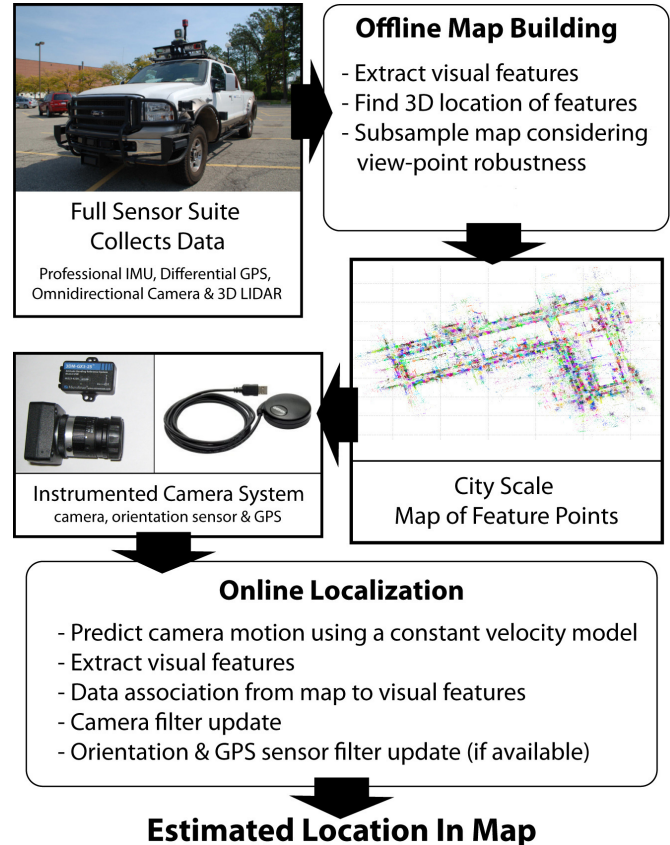 Offline Map Building
- Extract visual features
- Find 3D location of features
- Subsample map considering
view-point robustness
Full Sensor Suite
Collects Data
Professional IMU, Differential GPS,
Omnidirectional Camera & 3D LIDAR
City Scale
Map of Feature Points
Instrumented Camera System
camera, orientation sensor & GPS
Online Localization
- Predict camera motion using a constant velocity model
- Extract visual features
- Data association from map to visual features
- Camera filter update
- Orientation & GPS sensor filter update (if available)
Estimated Location In Map